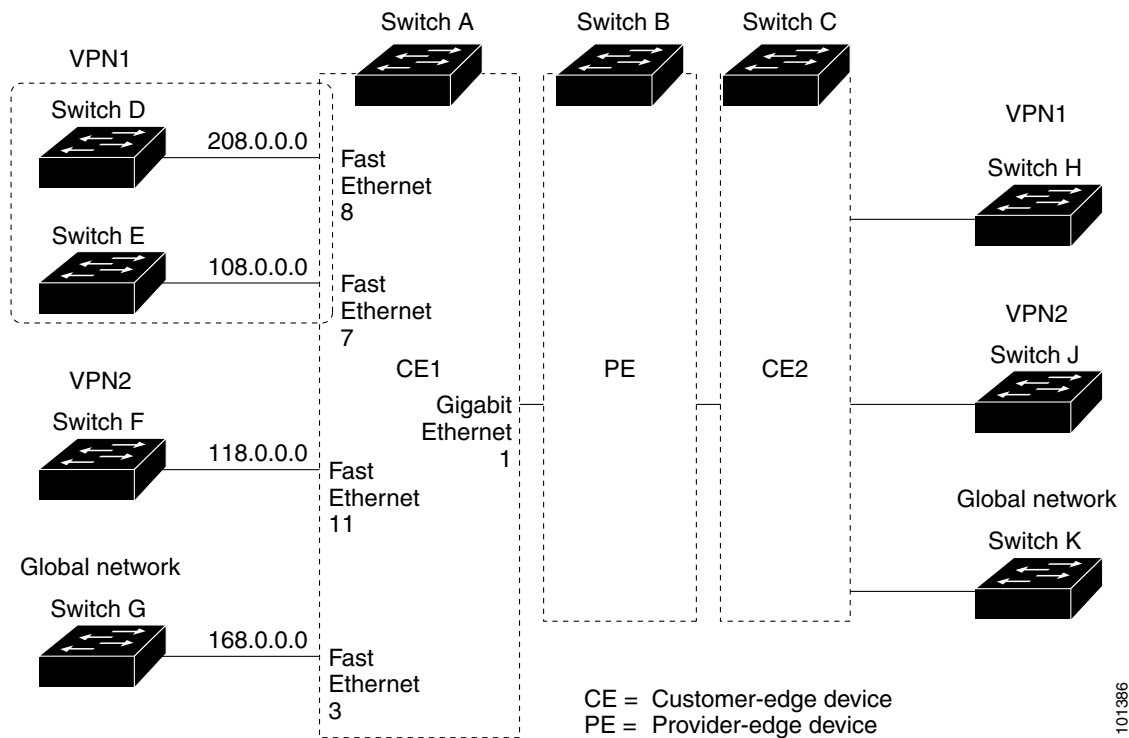 Switch A
Switch B
Switch C
VPN1
Switch D
208.0.0.0
Fast
Ethernet
8
Switch E
108.0.0.0
Fast
Ethernet
7
VPN2
Switch F
118.0.0.0
Fast
Ethernet
11
Global network
Switch G
168.0.0.0
Fast
Ethernet
3
CE1
Gigabit
Ethernet
1
PE
CE2
VPN1
Switch H
VPN2
Switch J
Global network
Switch K
CE = Customer-edge device
PE = Provider-edge device
101386